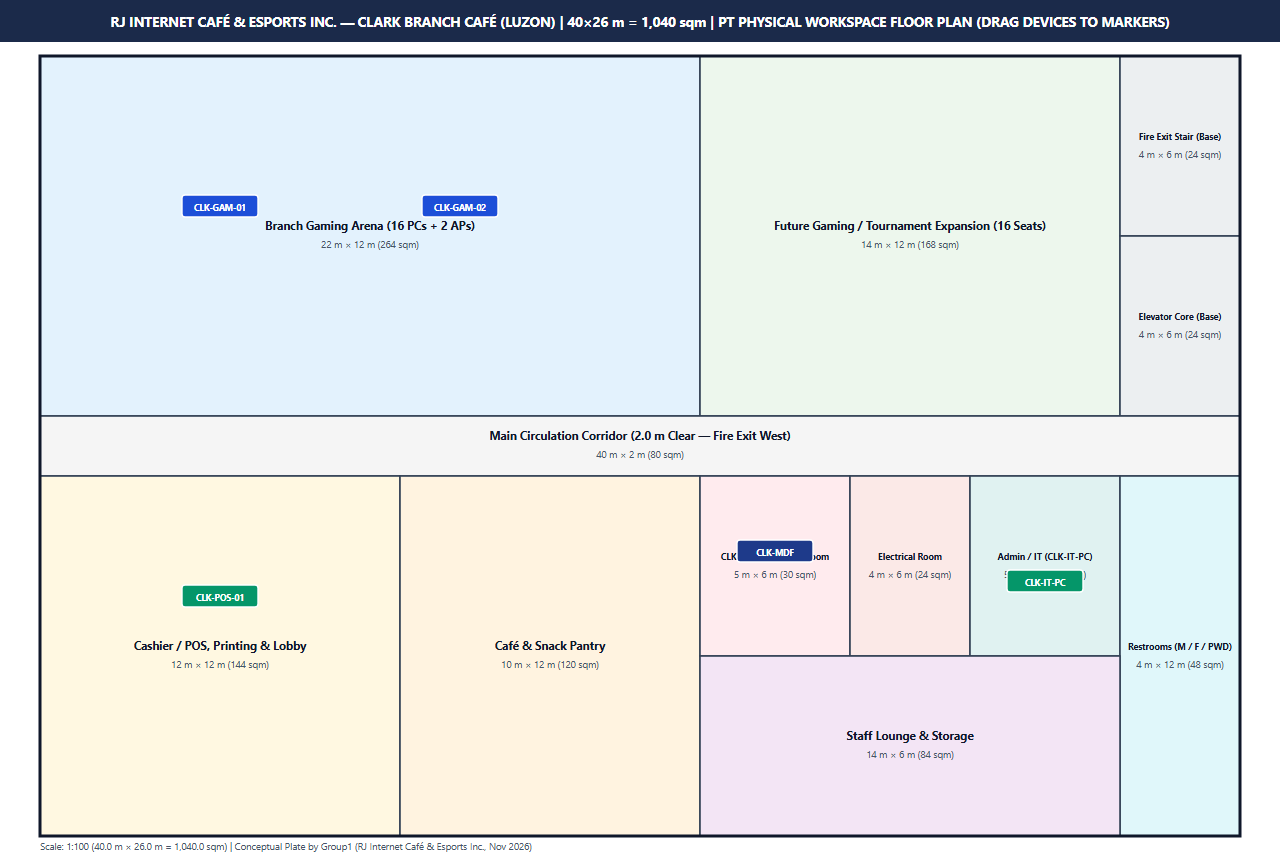 RJ INTERNET CAFÉ & ESPORTS INC. — CLARK BRANCH CAFÉ (LUZON) | 40×26 m = 1,040 sqm | PT PHYSICAL WORKSPACE FLOOR PLAN (DRAG DEVICES TO MARKERS)
Fire Exit Stair (Base)
4 m × 6 m (24 sqm)
CLK-GAM-01
CLK-GAM-02
Branch Gaming Arena (16 PCs + 2 APs)
22 m × 12 m (264 sqm)
Future Gaming / Tournament Expansion (16 Seats)
14 m × 12 m (168 sqm)
Elevator Core (Base)
4 m × 6 m (24 sqm)
Main Circulation Corridor (2.0 m Clear — Fire Exit West)
40 m × 2 m (80 sqm)
CLK-MDF
CLK
5 m × 6 m (30 sqm)
Electrical Room
4 m × 6 m (24 sqm)
Admin / IT (CLK-IT-PC)
CLK-IT-PC
CLK-POS-01
Cashier / POS, Printing & Lobby
12 m × 12 m (144 sqm)
Café & Snack Pantry
10 m × 12 m (120 sqm)
Restrooms (M / F / PWD)
4 m × 12 m (48 sqm)
Staff Lounge & Storage
14 m × 6 m (84 sqm)
Scale: 1:100 (40.0 m × 26.0 m = 1,040.0 sqm) | Conceptual Plate by Group1 (RJ Internet Café & Esports Inc., Nov 2026)